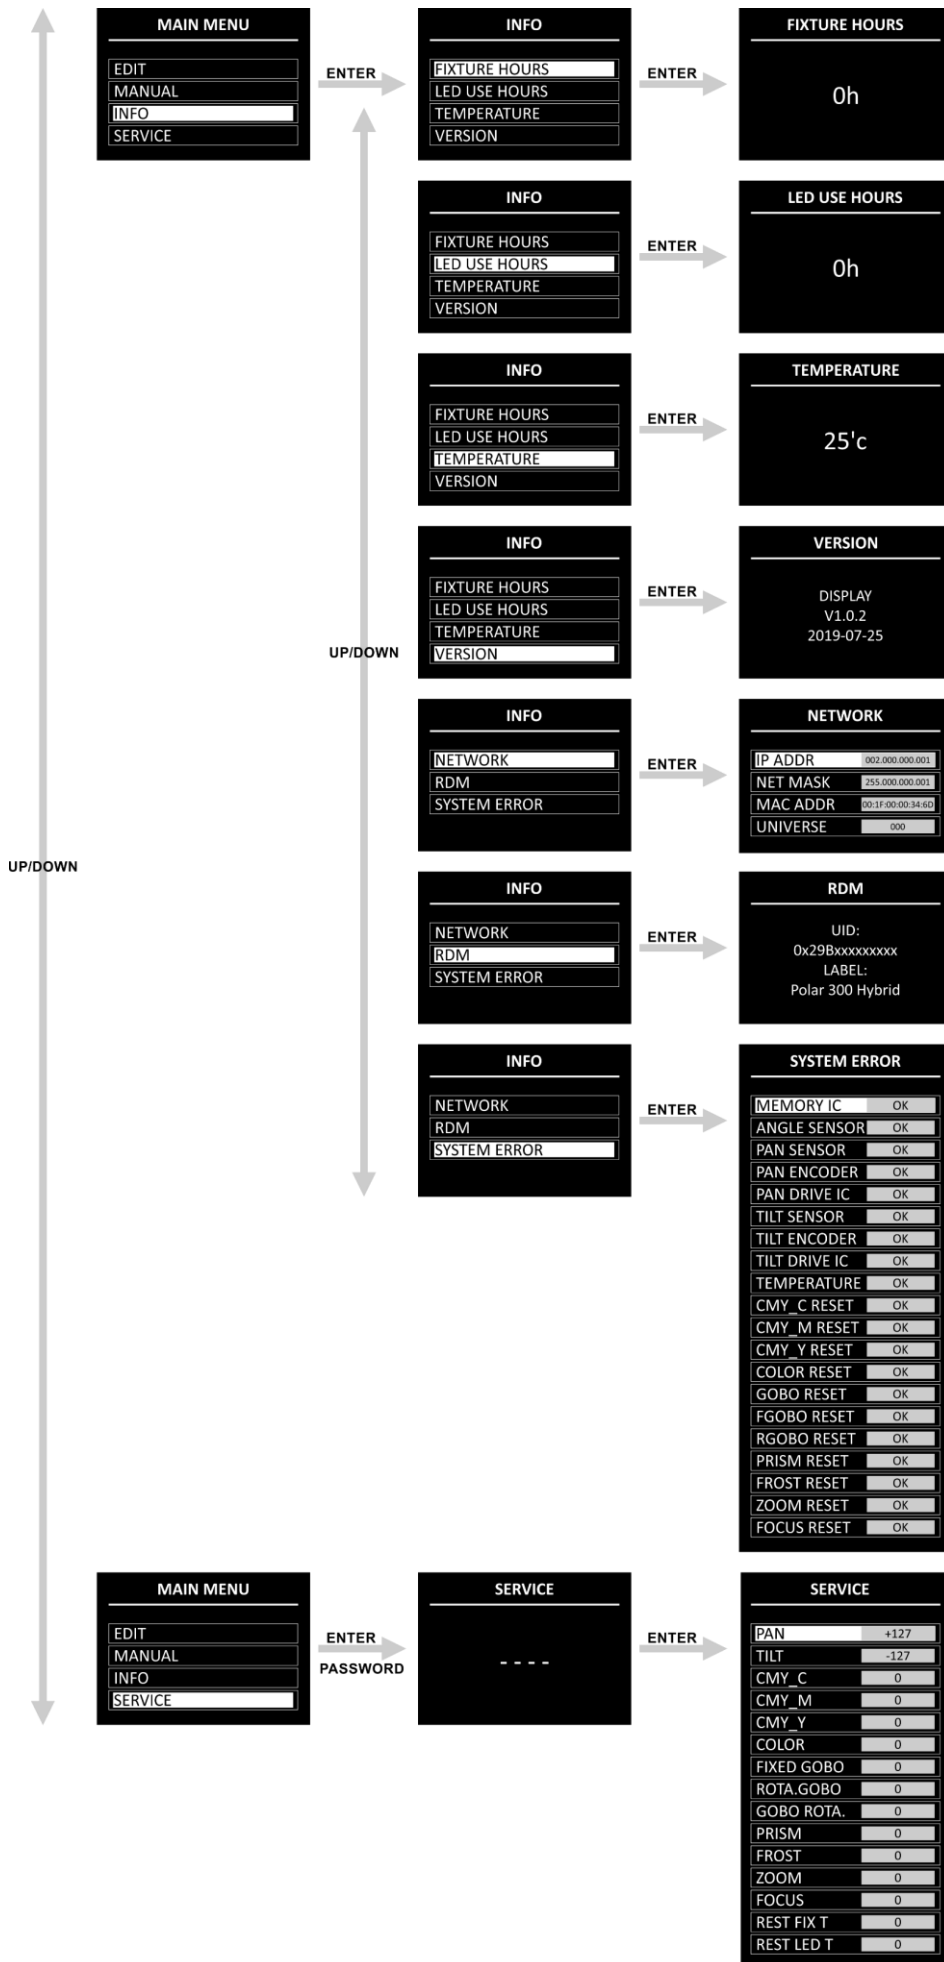 MAIN MENU
EDIT
MANUAL
INFO
SERVICE
ENTER
INFO
FIXTURE HOURS
LED USE HOURS
TEMPERATURE
VERSION
ENTER
FIXTURE HOURS
0h
INFO
FIXTURE HOURS
LED USE HOURS
TEMPERATURE
VERSION
ENTER
LED USE HOURS
0h
INFO
FIXTURE HOURS
LED USE HOURS
TEMPERATURE
VERSION
ENTER
TEMPERATURE
25'c
INFO
FIXTURE HOURS
LED USE HOURS
TEMPERATURE
VERSION
ENTER
VERSION
DISPLAY
V1.0.2
2019-07-25
UP/DOWN
INFO
NETWORK
RDM
SYSTEM ERROR
ENTER
NETWORK
IP ADDR 002.000.000.001
NET MASK 255.000.000.001
MAC ADDR 00:1F:00:00:34:6D
UNIVERSE 000
UP/DOWN
INFO
NETWORK
RDM
SYSTEM ERROR
ENTER
RDM
UID:
0x29Bxxxxxxxxx
LABEL:
Polar 300 Hybrid
INFO
NETWORK
RDM
SYSTEM ERROR
ENTER
SYSTEM ERROR
MEMORY IC OK
ANGLE SENSOR OK
PAN SENSOR OK
PAN ENCODER OK
PAN DRIVE IC OK
TILT SENSOR OK
TILT ENCODER OK
TILT DRIVE IC OK
TEMPERATURE OK
CMY_C RESET OK
CMY_M RESET OK
CMY_Y RESET OK
COLOR RESET OK
GOBO RESET OK
FGOBO RESET OK
RGOBO RESET OK
PRISM RESET OK
FROST RESET OK
ZOOM RESET OK
FOCUS RESET OK
MAIN MENU
EDIT
MANUAL
INFO
SERVICE
ENTER
PASSWORD
SERVICE
- - - -
ENTER
SERVICE
PAN +127
TILT -127
CMY_C 0
CMY_M 0
CMY_Y 0
COLOR 0
FIXED GOBO 0
ROTA.GOBO 0
GOBO ROTA. 0
PRISM 0
FROST 0
ZOOM 0
FOCUS 0
REST FIX T 0
REST LED T 0